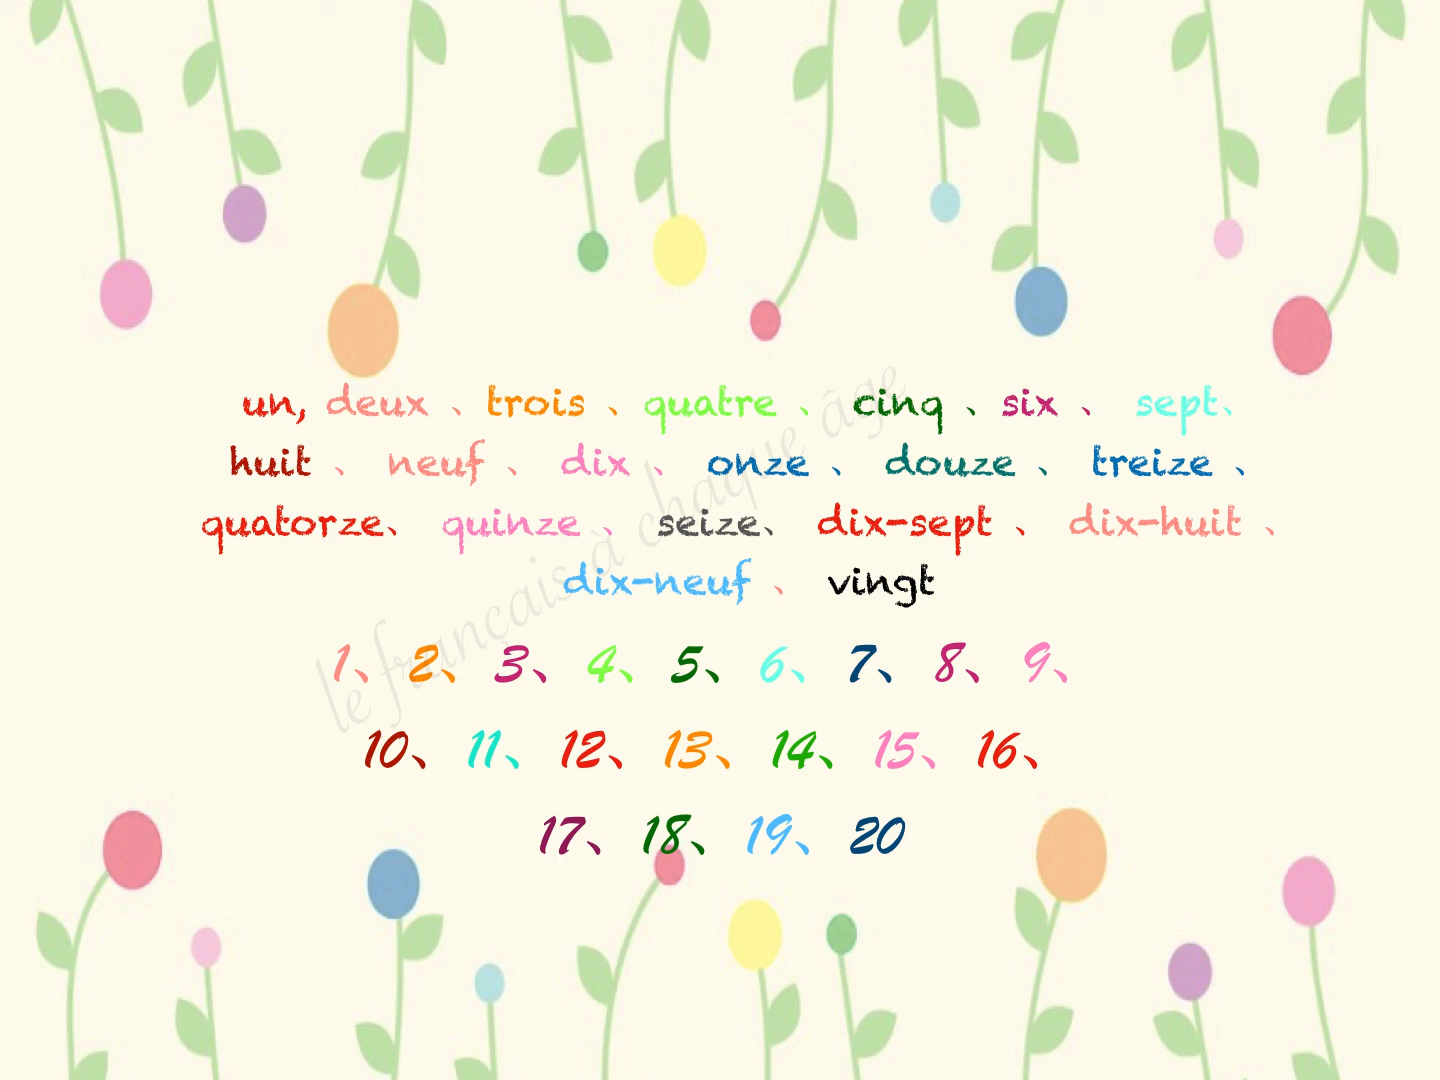 un, deux 、trois 、quatre 、 cinq 、six 、 sept、
huit 、 neuf 、 dix 、 onze 、 douze 、 treize 、
quatorze、 quinze 、 seize、 dix-sept 、 dix-huit 、
dix-neuf 、 vingt
le français à chaque âge
1、 2、 3、 4、 5、 6、 7、 8、 9、
10、 11、 12、 13、 14、 15、 16、
17、 18、 19、 20